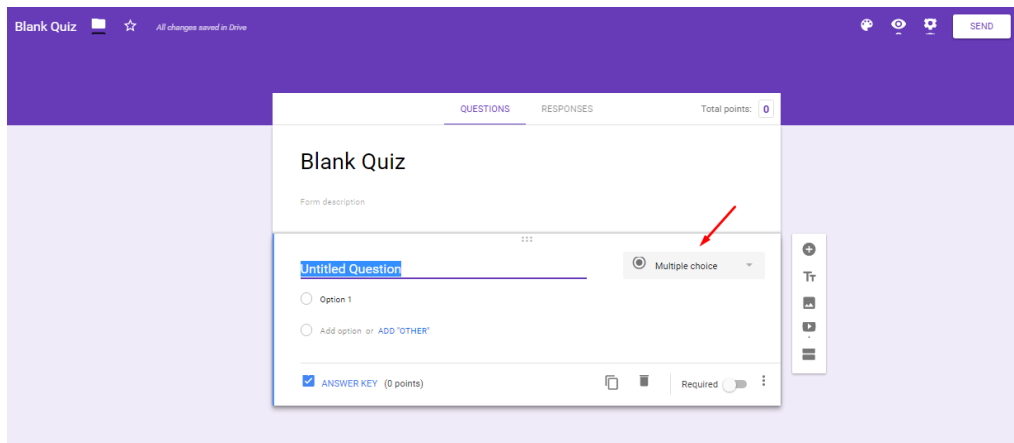 Blank Quiz All changes saved in Drive SEND
QUESTIONS RESPONSES Total points: 0
Blank Quiz
Form description
Untitled Question Multiple choice
Option 1
Add option or ADD "OTHER"
ANSWER KEY (0 points) Required